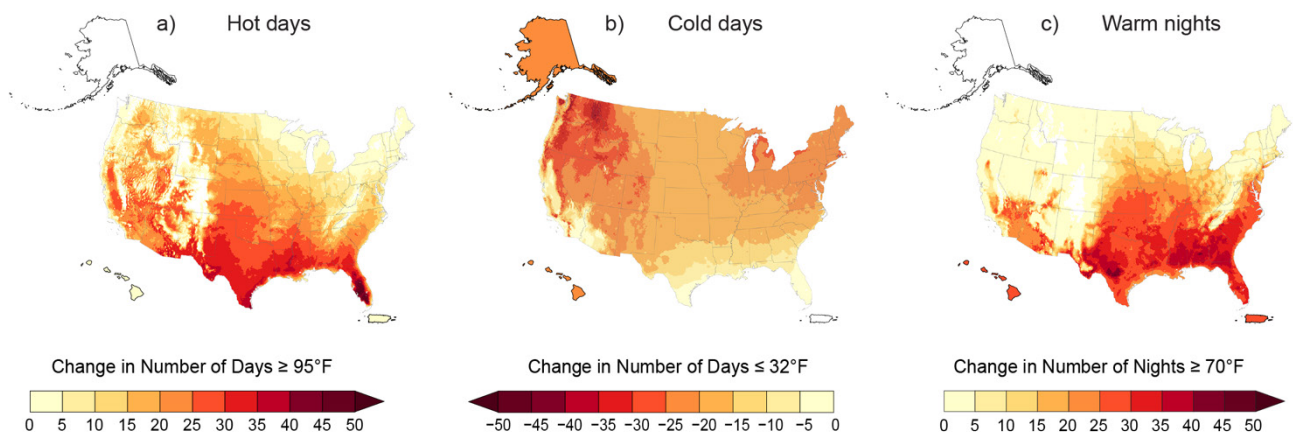 a) Hot days
b) Cold days
c) Warm nights
Change in Number of Days ≥ 95°F
0 5 10 15 20 25 30 35 40 45 50
Change in Number of Days ≤ 32°F
−50 −45 −40 −35 −30 −25 −20 −15 −10 −5 0
Change in Number of Nights ≥ 70°F
0 5 10 15 20 25 30 35 40 45 50